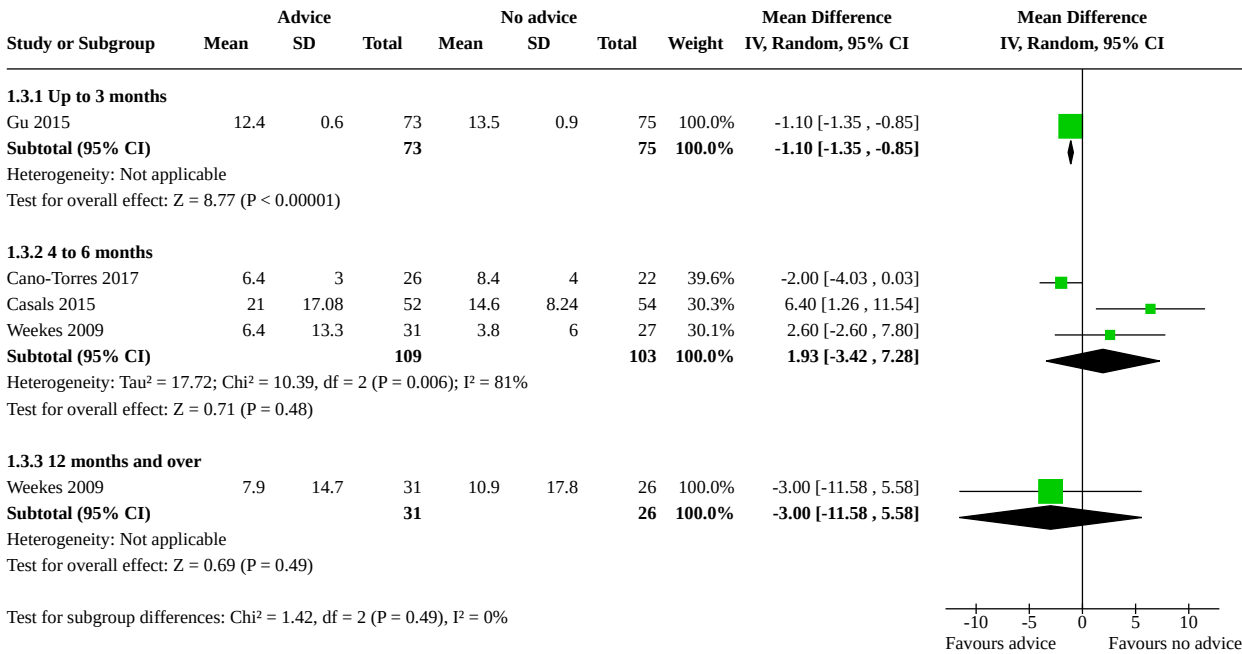 Advice No advice Mean Difference Mean Difference
Study or Subgroup Mean SD Total Mean SD Total Weight IV, Random, 95% CI IV, Random, 95% CI
1.3.1 Up to 3 months
Gu 2015 12.4 0.6 73 13.5 0.9 75 100.0% -1.10 [-1.35 , -0.85]
Subtotal (95% CI) 73 75 100.0% -1.10 [-1.35 , -0.85]
Heterogeneity: Not applicable
Test for overall effect: Z = 8.77 (P < 0.00001)
1.3.2 4 to 6 months
Cano-Torres 2017 6.4 3 26 8.4 4 22 39.6% -2.00 [-4.03 , 0.03]
Casals 2015 21 17.08 52 14.6 8.24 54 30.3% 6.40 [1.26 , 11.54]
Weekes 2009 6.4 13.3 31 3.8 6 27 30.1% 2.60 [-2.60 , 7.80]
Subtotal (95% CI) 109 103 100.0% 1.93 [-3.42 , 7.28]
Heterogeneity: Tau² = 17.72; Chi² = 10.39, df = 2 (P = 0.006); I² = 81%
Test for overall effect: Z = 0.71 (P = 0.48)
1.3.3 12 months and over
Weekes 2009 7.9 14.7 31 10.9 17.8 26 100.0% -3.00 [-11.58 , 5.58]
Subtotal (95% CI) 31 26 100.0% -3.00 [-11.58 , 5.58]
Heterogeneity: Not applicable
Test for overall effect: Z = 0.69 (P = 0.49)
Test for subgroup differences: Chi² = 1.42, df = 2 (P = 0.49), I² = 0%
-10 -5 0 5 10
Favours advice Favours no advice